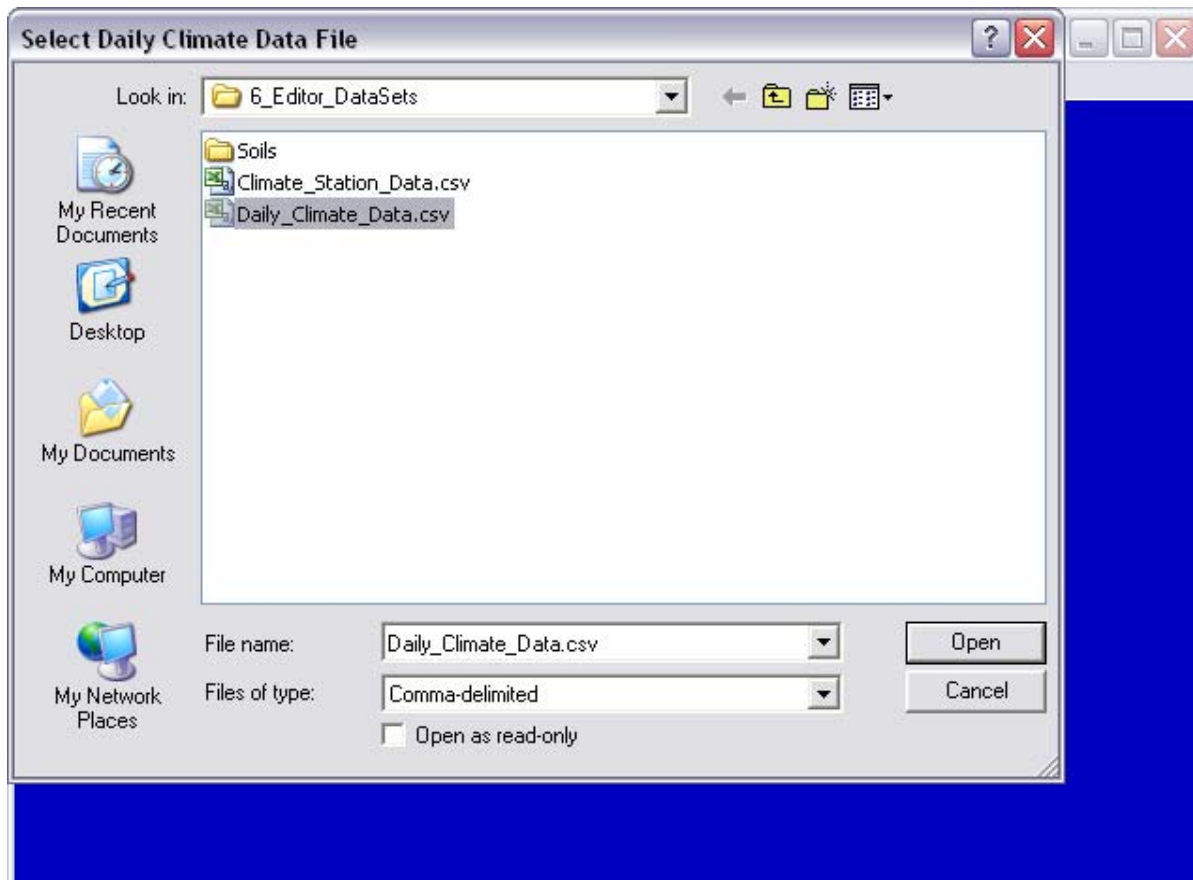 Select Daily Climate Data File
Look in: 6_Editor_DataSets
Soils
Climate_Station_Data.csv
Daily_Climate_Data.csv
My Recent
Documents
Desktop
My Documents
My Computer
My Network
Places
File name: Daily_Climate_Data.csv Open
Files of type: Comma-delimited Cancel
Open as read-only